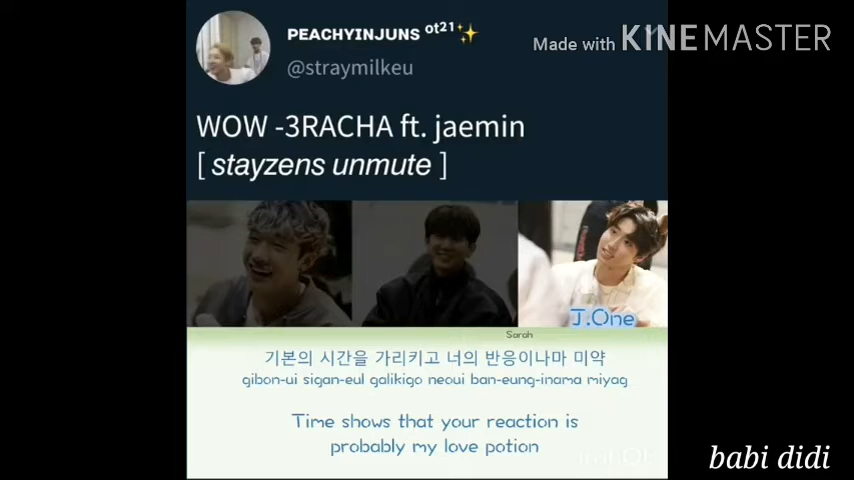 PEACHYINJUNS ot21✨
@straymilkeu
Made with KINEMASTER
WOW -3RACHA ft. jaemin
[ stayzens unmute ]
J.One
Sarah
기본의 시간을 가리키고 너의 반응이나마 미약
gibon-ui sigan-eul galikigo neoui ban-eung-inama miyag
Time shows that your reaction is
probably my love potion
babi didi